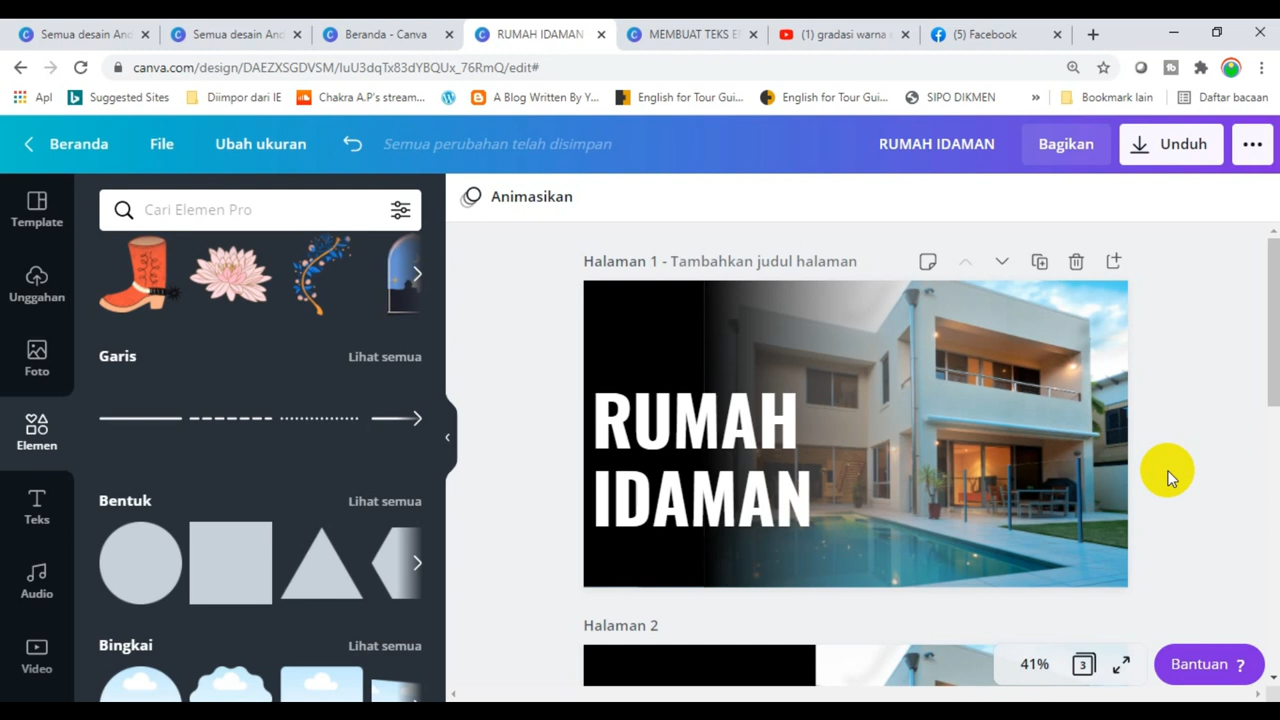 Semua desain And
Semua desain And
Beranda - Canva
RUMAH IDAMAN
MEMBUAT TEKS E
(1) gradasi warna
(5) Facebook
canva.com/design/DAEZXSGDVSM/IuU3dqTx83dYBQUx_76RmQ/edit#
Apl
Suggested Sites
Diimpor dari IE
Chakra A.P's stream...
A Blog Written By Y...
English for Tour Gui...
English for Tour Gui...
SIPO DIKMEN
»
Bookmark lain
Daftar bacaan
Beranda
File
Ubah ukuran
Semua perubahan telah disimpan
RUMAH IDAMAN
Bagikan
Unduh
Template
Unggahan
Foto
Elemen
Teks
Audio
Video
Cari Elemen Pro
Garis
Lihat semua
Bentuk
Lihat semua
Bingkai
Lihat semua
Animasikan
Halaman 1 - Tambahkan judul halaman
RUMAH
IDAMAN
Halaman 2
41%
3
Bantuan ?